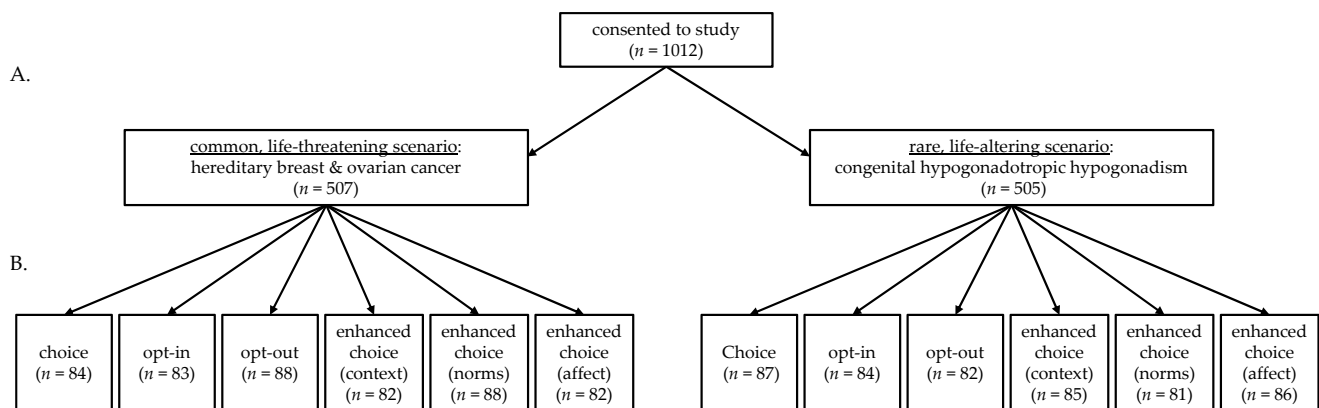 consented to study
(n = 1012)
A.
common, life-threatening scenario:
hereditary breast & ovarian cancer
(n = 507)
rare, life-altering scenario:
congenital hypogonadotropic hypogonadism
(n = 505)
B.
choice
(n = 84)
opt-in
(n = 83)
opt-out
(n = 88)
enhanced
choice
(context)
(n = 82)
enhanced
choice
(norms)
(n = 88)
enhanced
choice
(affect)
(n = 82)
Choice
(n = 87)
opt-in
(n = 84)
opt-out
(n = 82)
enhanced
choice
(context)
(n = 85)
enhanced
choice
(norms)
(n = 81)
enhanced
choice
(affect)
(n = 86)